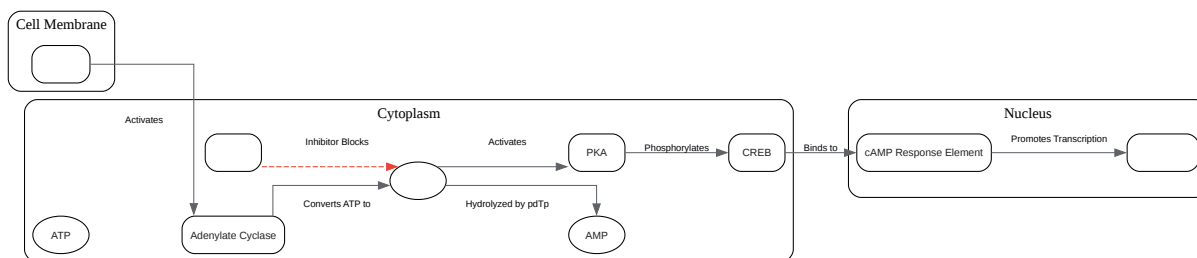 Cell Membrane
Cytoplasm
Nucleus
Activates
Inhibitor Blocks
Activates
PKA
Phosphorylates
CREB
Binds to
cAMP Response Element
Promotes Transcription
Converts ATP to
Hydrolyzed by pdTp
ATP
Adenylate Cyclase
AMP